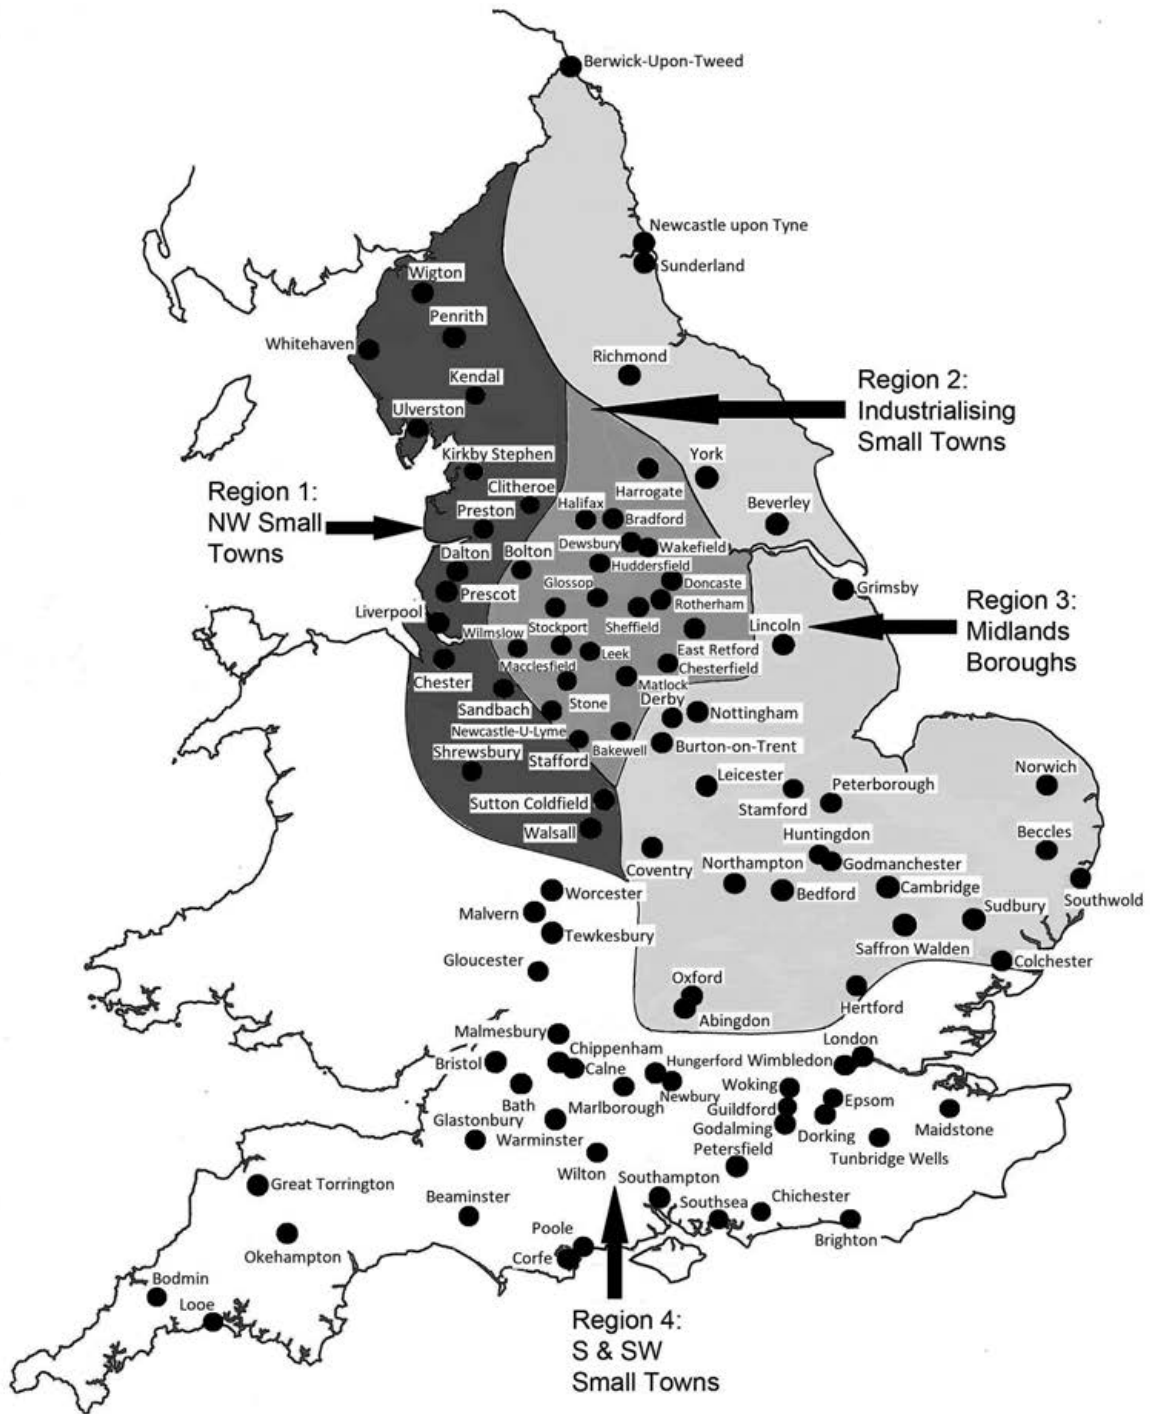 Berwick-Upon-Tweed
Newcastle upon Tyne
Sunderland
Wigton
Penrith
Whitehaven
Richmond
Kendal
Region 2:
Industrialising
Small Towns
Ulverston
Kirkby Stephen
York
Harrogate
Clitheroe
Region 1:
NW Small
Towns
Halifax
Beverley
Preston
Bradford
Dewsbury
Wakefield
Dalton
Bolton
Huddersfield
Glossop
Doncaste
Grimsby
Prescot
Rotherham
Region 3:
Midlands
Boroughs
Liverpool
Wilmslow
Stockport
Sheffield
Lincoln
East Retford
Leek
Macclesfield
Chesterfield
Chester
Matlock
Sandbach
Stone
Derby
Nottingham
Newcastle-U-Lyme
Bakewell
Burton-on-Trent
Shrewsbury
Stafford
Leicester
Norwich
Peterborough
Sutton Coldfield
Stamford
Walsall
Huntingdon
Beccles
Coventry
Northampton
Godmanchester
Worcester
Bedford
Cambridge
Southwold
Malvern
Sudbury
Tewkesbury
Saffron Walden
Gloucester
Colchester
Oxford
Hertford
Abingdon
Malmesbury
London
Chippenham
Bristol
Calne
Hungerford
Wimbledon
Woking
Newbury
Bath
Marlborough
Guildford
Epsom
Glastonbury
Godalming
Dorking
Maidstone
Warminster
Petersfield
Tunbridge Wells
Wilton
Southampton
Great Torrington
Beaminster
Southsea
Chichester
Poole
Brighton
Okehampton
Corfe
Bodmin
Looe
Region 4:
S & SW
Small Towns